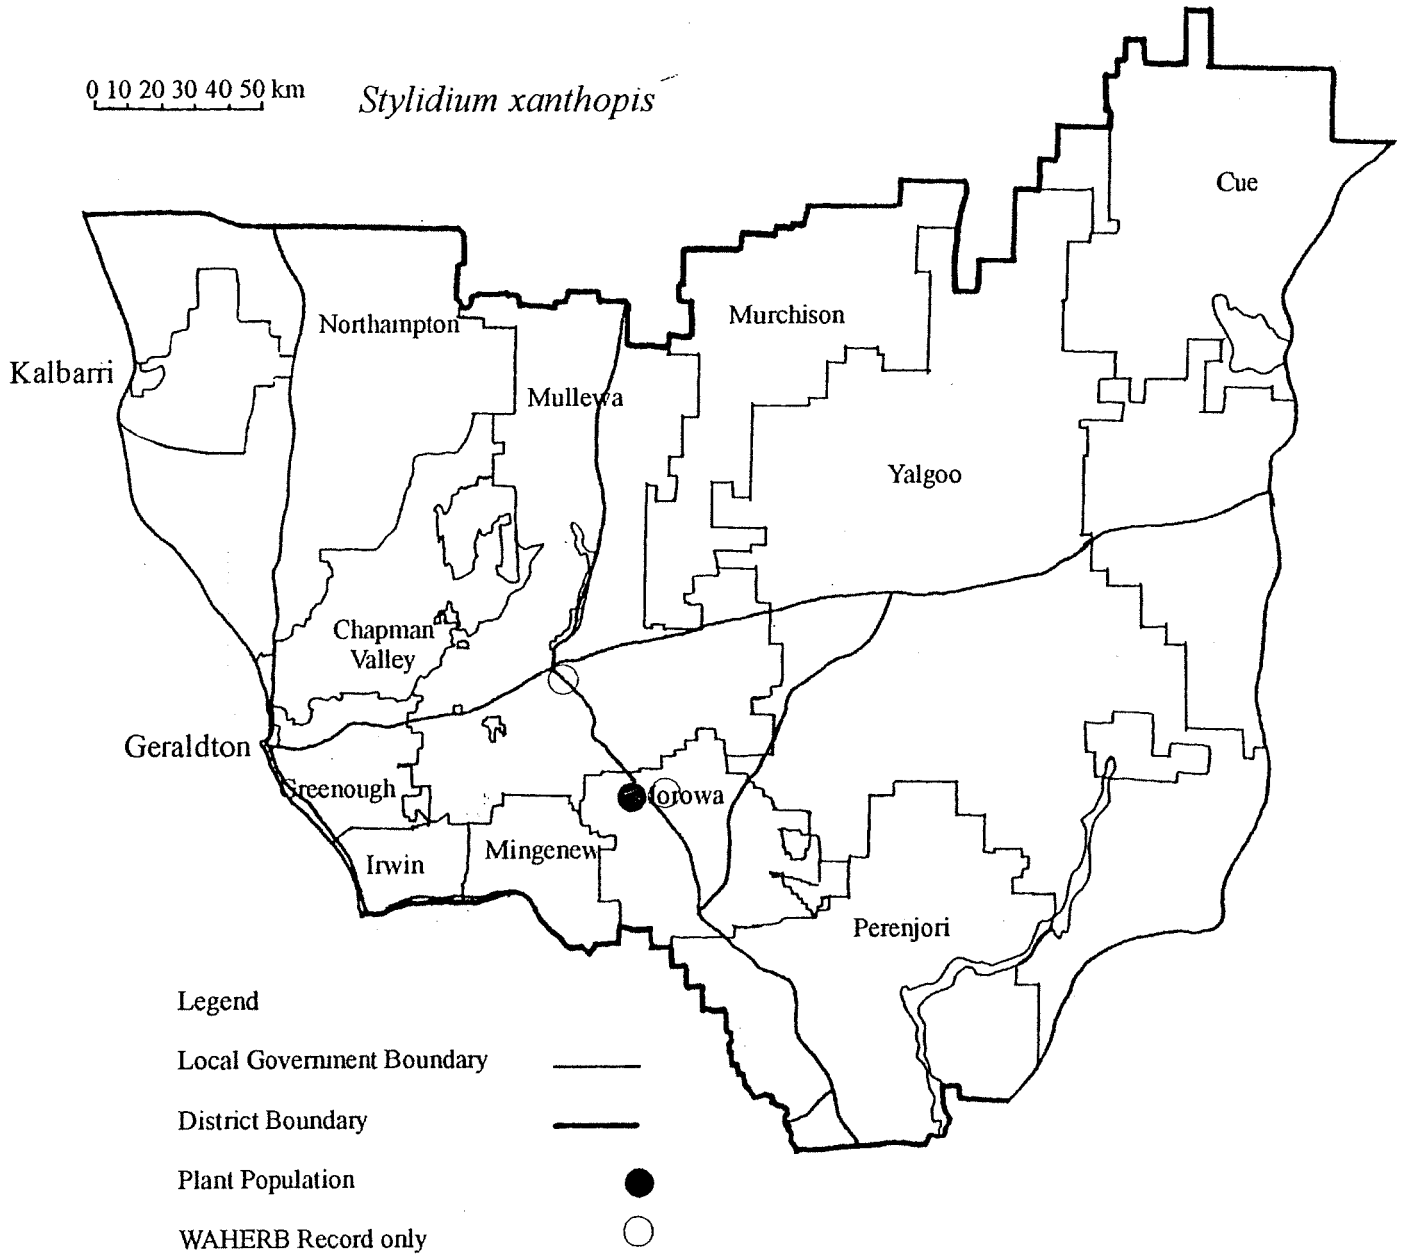 0 10 20 30 40 50 km
Stylidium xanthopis
Cue
Northampton
Murchison
Kalbarri
Mullewa
Yalgoo
Chapman
Valley
Geraldton
Greenough
Irwin
Mingenew
Perenjori
Legend
Local Government Boundary
District Boundary
Plant Population
WAHERB Record only